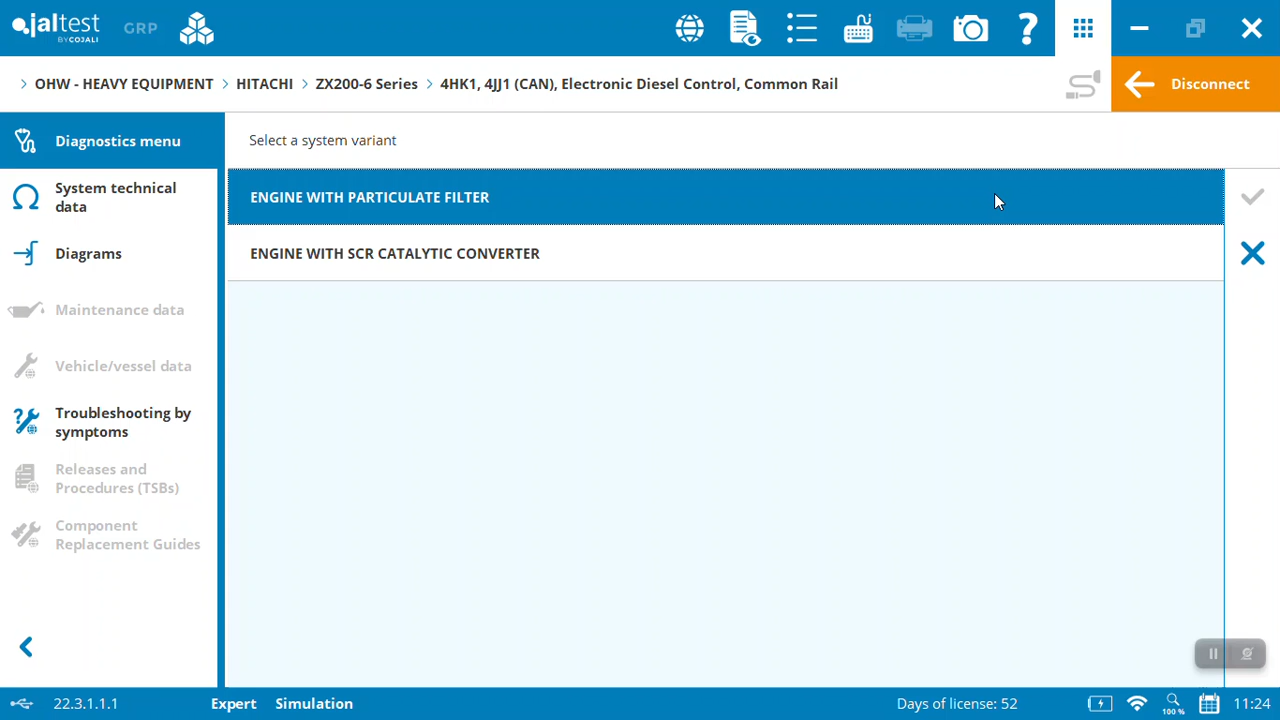 jaltest
BY COJALI
GRP
?
> OHW - HEAVY EQUIPMENT > HITACHI > ZX200-6 Series > 4HK1, 4JJ1 (CAN), Electronic Diesel Control, Common Rail
Disconnect
Diagnostics menu
Select a system variant
System technical
data
ENGINE WITH PARTICULATE FILTER
Diagrams
ENGINE WITH SCR CATALYTIC CONVERTER
Maintenance data
Vehicle/vessel data
Troubleshooting by
symptoms
Releases and
Procedures (TSBs)
Component
Replacement Guides
22.3.1.1.1
Expert
Simulation
Days of license: 52
100 %
11:24